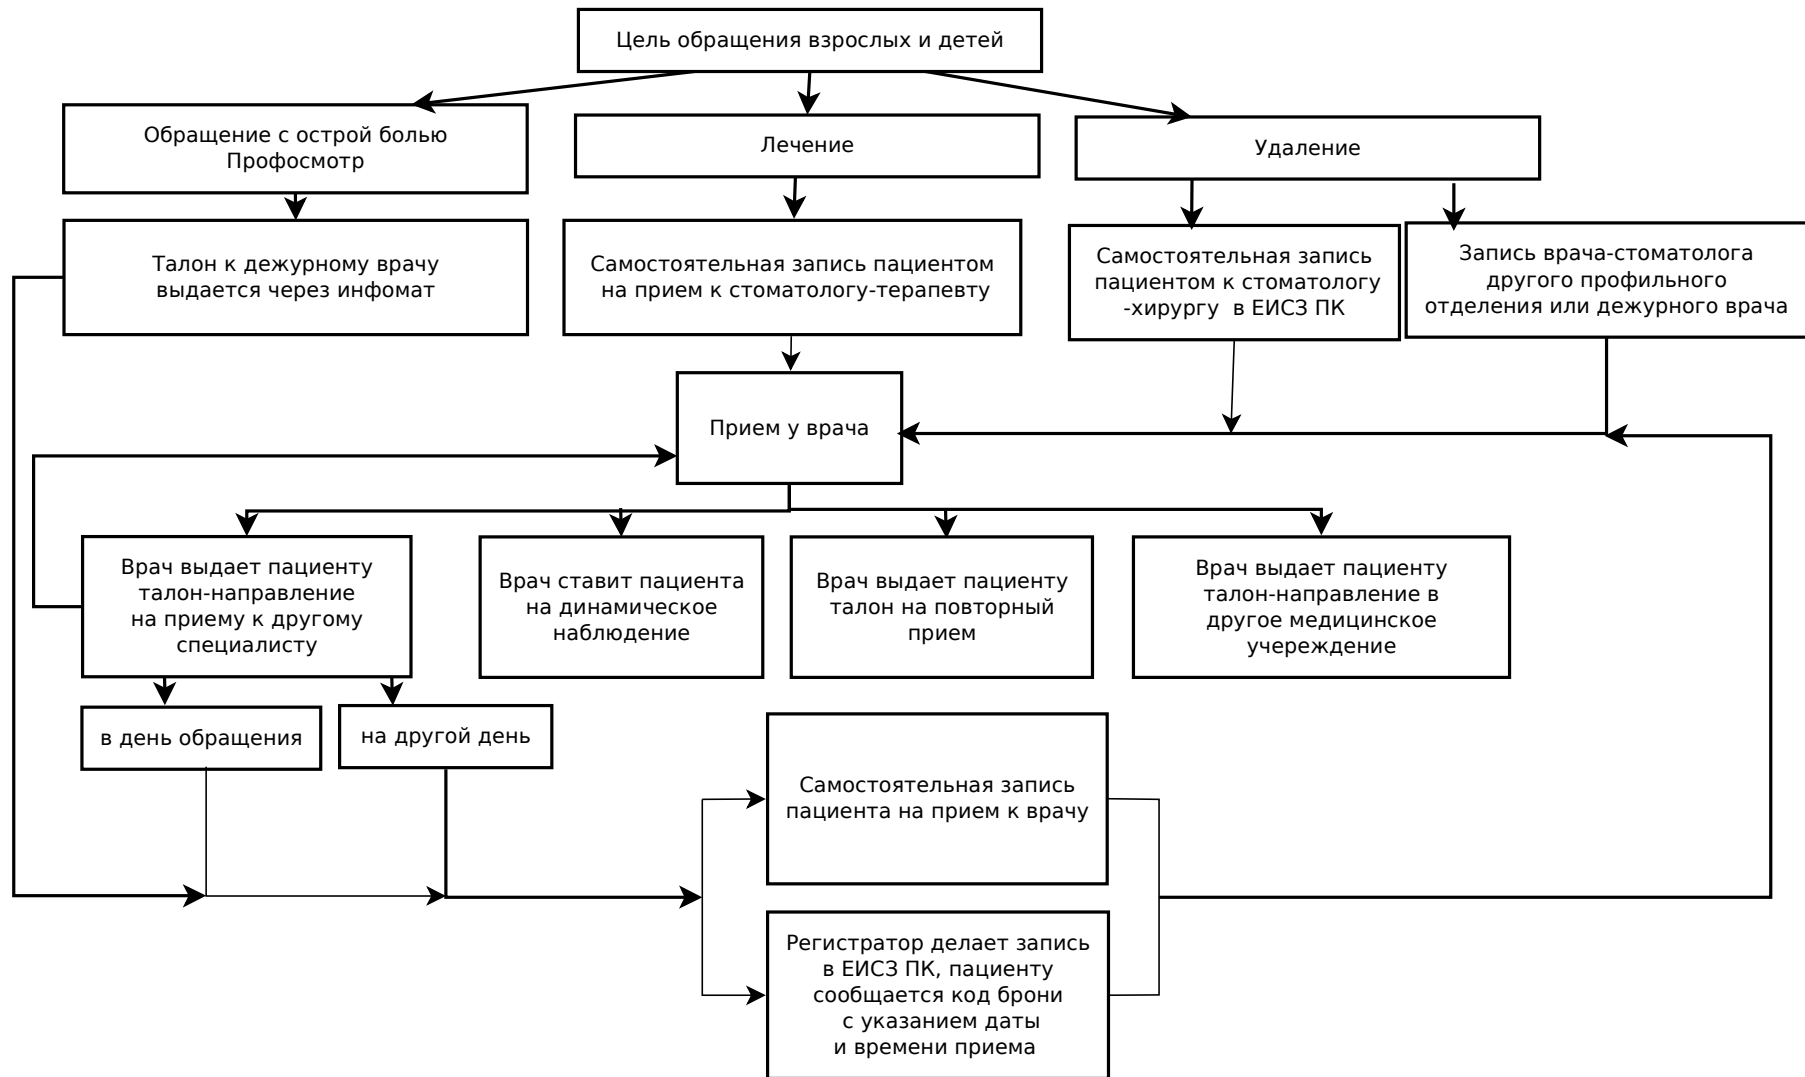 Цель обращения взрослых и детей
Обращение с острой болью
Профосмотр
Лечение
Удаление
Талон к дежурному врачу
выдается через инфомат
Самостоятельная запись пациентом
на прием к стоматологу-терапевту
Самостоятельная запись
пациентом к стоматологу
-хирургу в ЕИСЗ ПК
Запись врача-стоматолога
другого профильного
отделения или дежурного врача
Прием у врача
Врач выдает пациенту
талон-направление
на приему к другому
специалисту
Врач ставит пациента
на динамическое
наблюдение
Врач выдает пациенту
талон на повторный
прием
Врач выдает пациенту
талон-направление в
другое медицинское
учереждение
в день обращения
на другой день
Самостоятельная запись
пациента на прием к врачу
Регистратор делает запись
в ЕИСЗ ПК, пациенту
сообщается код брони
с указанием даты
и времени приема